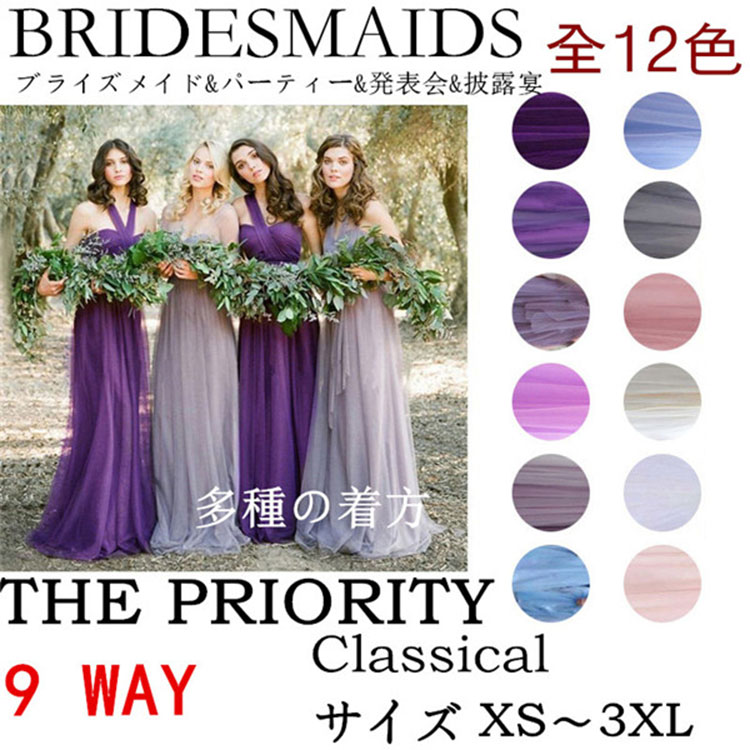 BRIDESMAIDS
全12色
ブライズメイド&パーティー&発表会&披露宴
多種の着方
THE PRIORITY
Classical
9 WAY
サイズ XS～3XL